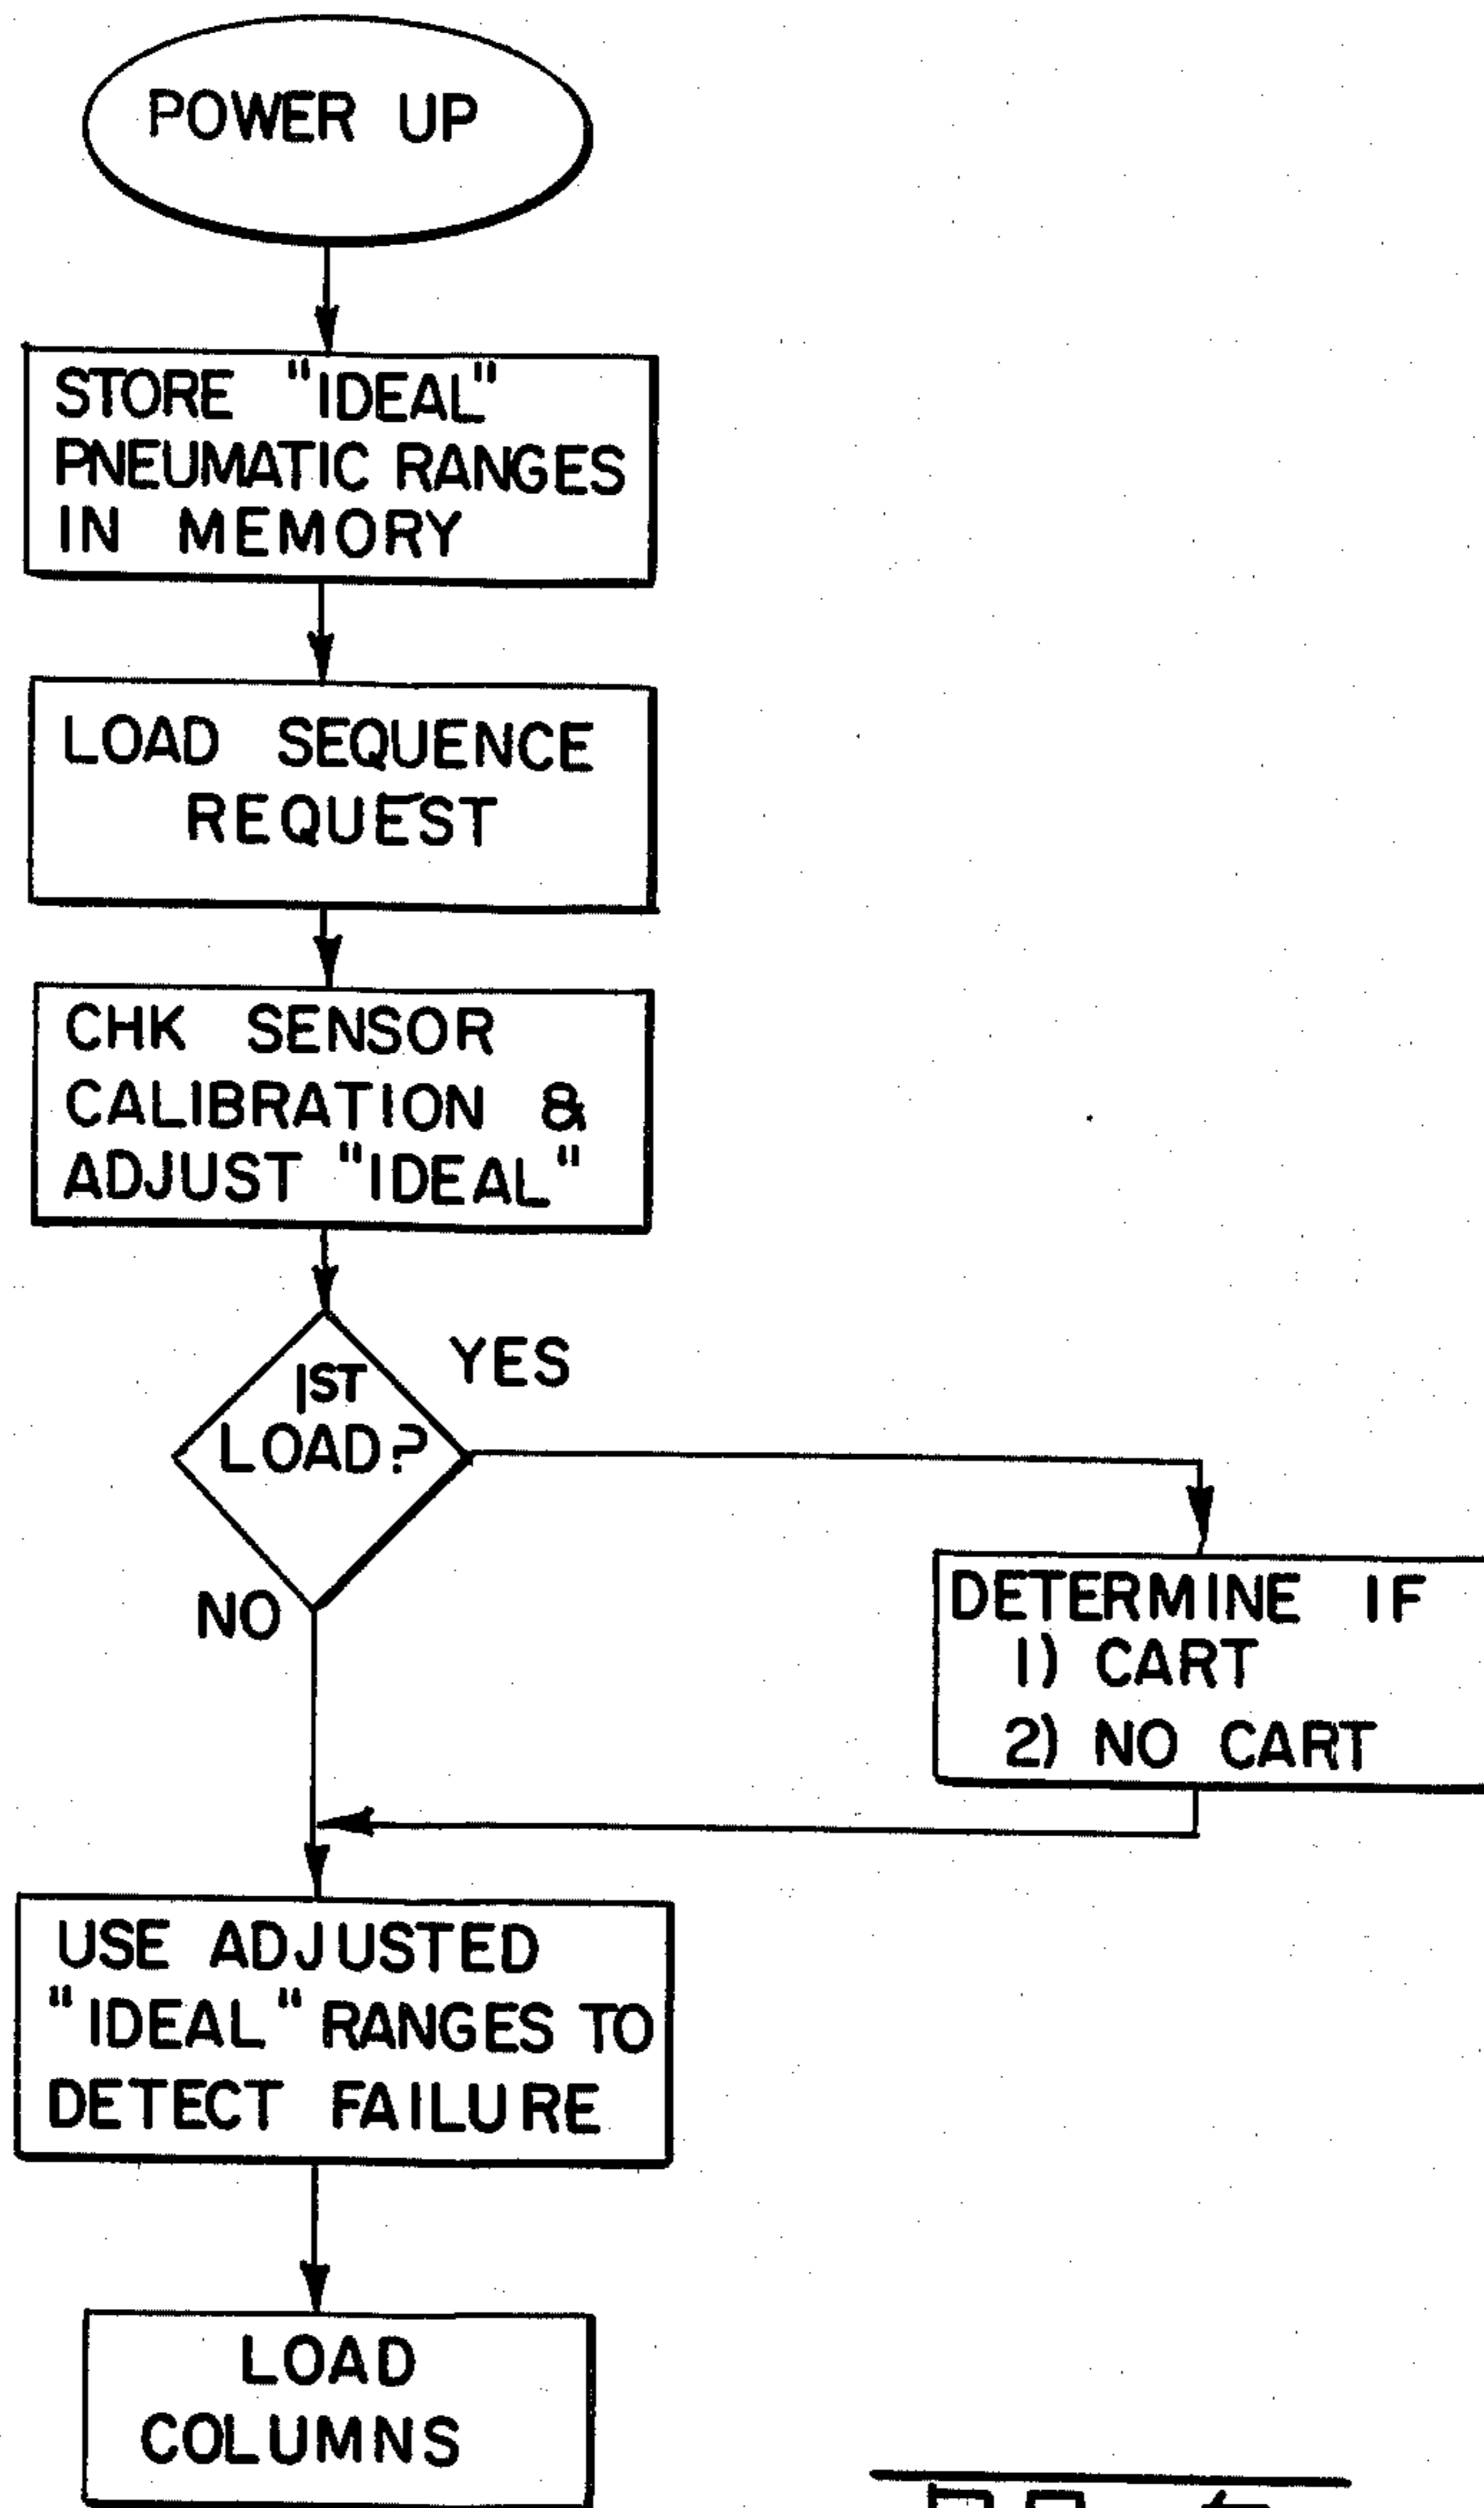 POWER UP
STORE "IDEAL"
PNEUMATIC RANGES
IN MEMORY
LOAD SEQUENCE
REQUEST
CHK SENSOR
CALIBRATION &
ADJUST "IDEAL"
1ST
LOAD?
YES
NO
DETERMINE IF
1) CART
2) NO CART
USE ADJUSTED
"IDEAL" RANGES TO
DETECT FAILURE
LOAD
COLUMNS